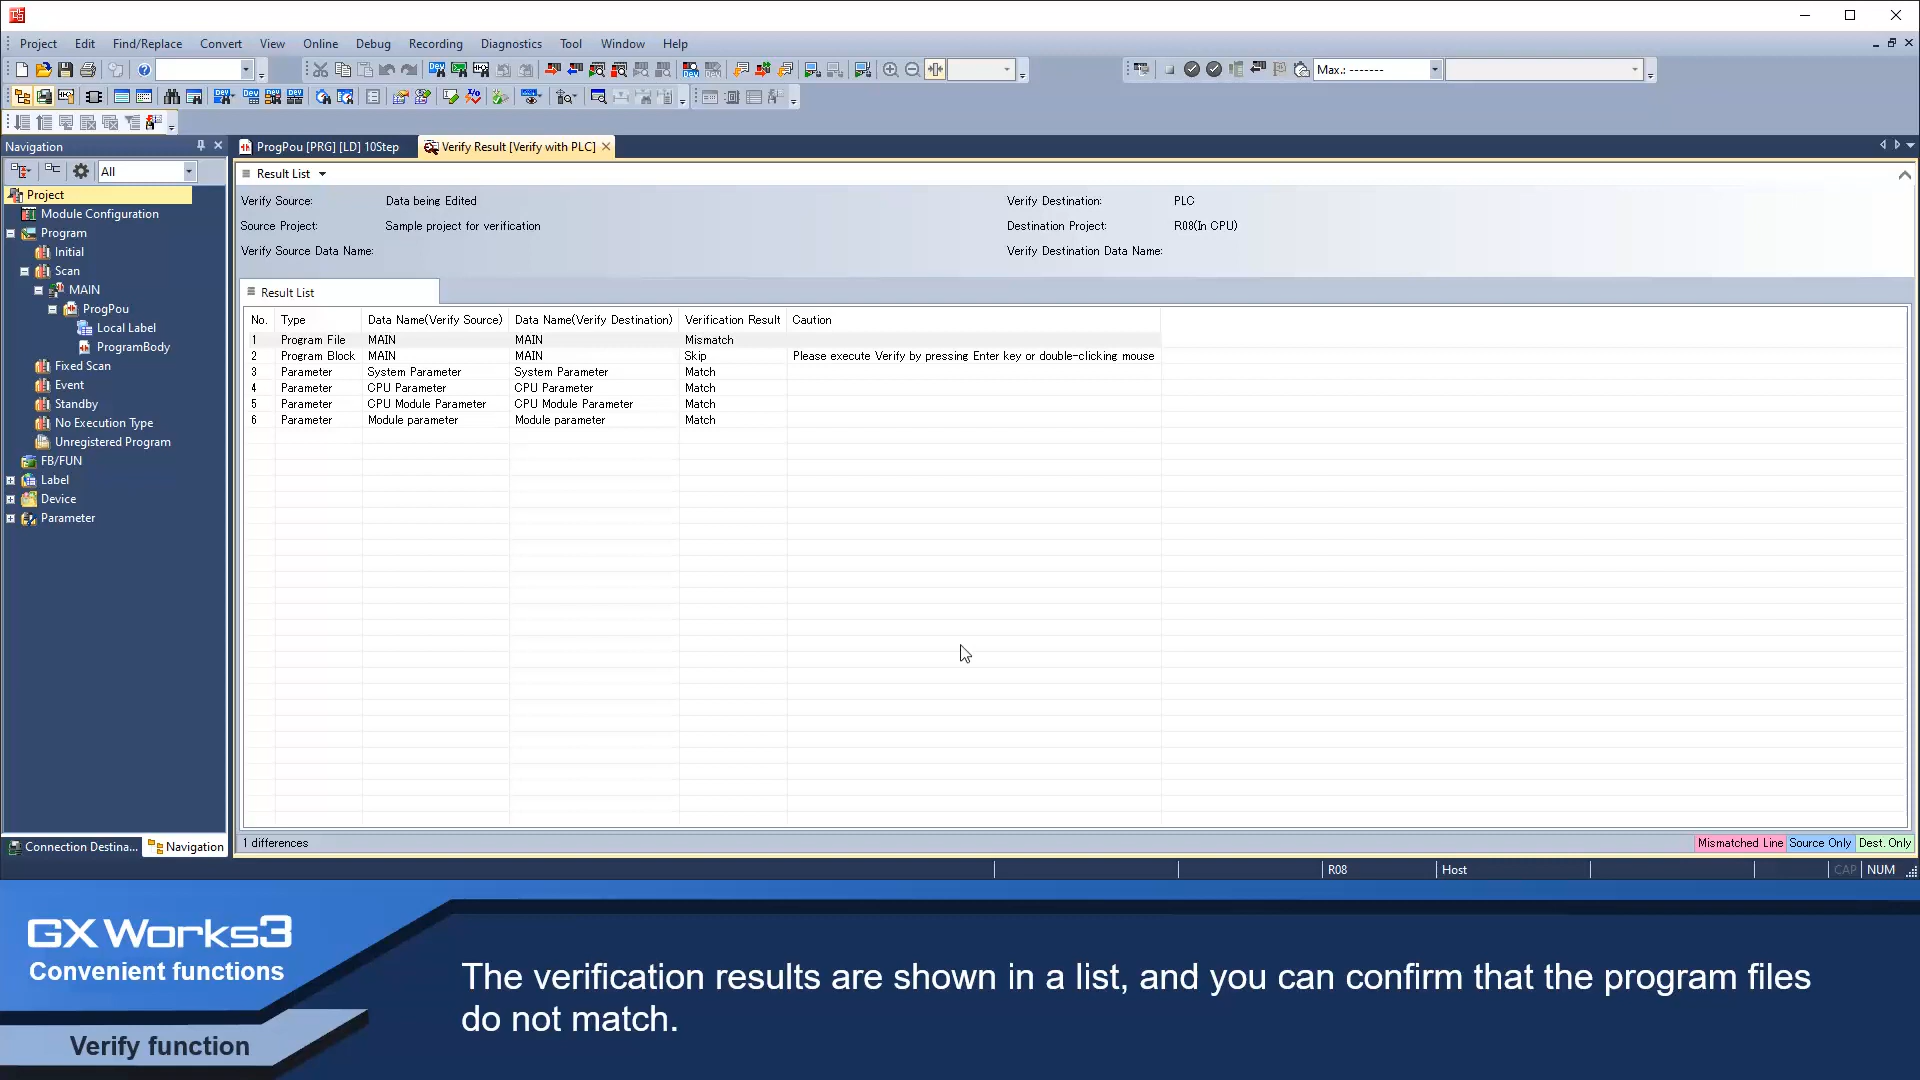 Project Edit Find/Replace Convert View Online Debug Recording Diagnostics Tool Window Help
Max.: -------
Navigation
ProgPou [PRG] [LD] 10Step
Verify Result [Verify with PLC]
All
Result List
Project
Module Configuration
Program
Initial
Scan
MAIN
ProgPou
Local Label
ProgramBody
Fixed Scan
Event
Standby
No Execution Type
Unregistered Program
FB/FUN
Label
Device
Parameter
Verify Source: Data being Edited Verify Destination: PLC
Source Project: Sample project for verification Destination Project: R08(In CPU)
Verify Source Data Name: Verify Destination Data Name:
Result List
No. Type Data Name(Verify Source) Data Name(Verify Destination) Verification Result Caution
1 Program File MAIN MAIN Mismatch
2 Program Block MAIN MAIN Skip Please execute Verify by pressing Enter key or double-clicking mouse
3 Parameter System Parameter System Parameter Match
4 Parameter CPU Parameter CPU Parameter Match
5 Parameter CPU Module Parameter CPU Module Parameter Match
6 Parameter Module parameter Module parameter Match
Connection Destina... Navigation
1 differences
Mismatched Line Source Only Dest. Only
R08 Host CAP NUM
GX Works3
Convenient functions
Verify function
The verification results are shown in a list, and you can confirm that the program files
do not match.